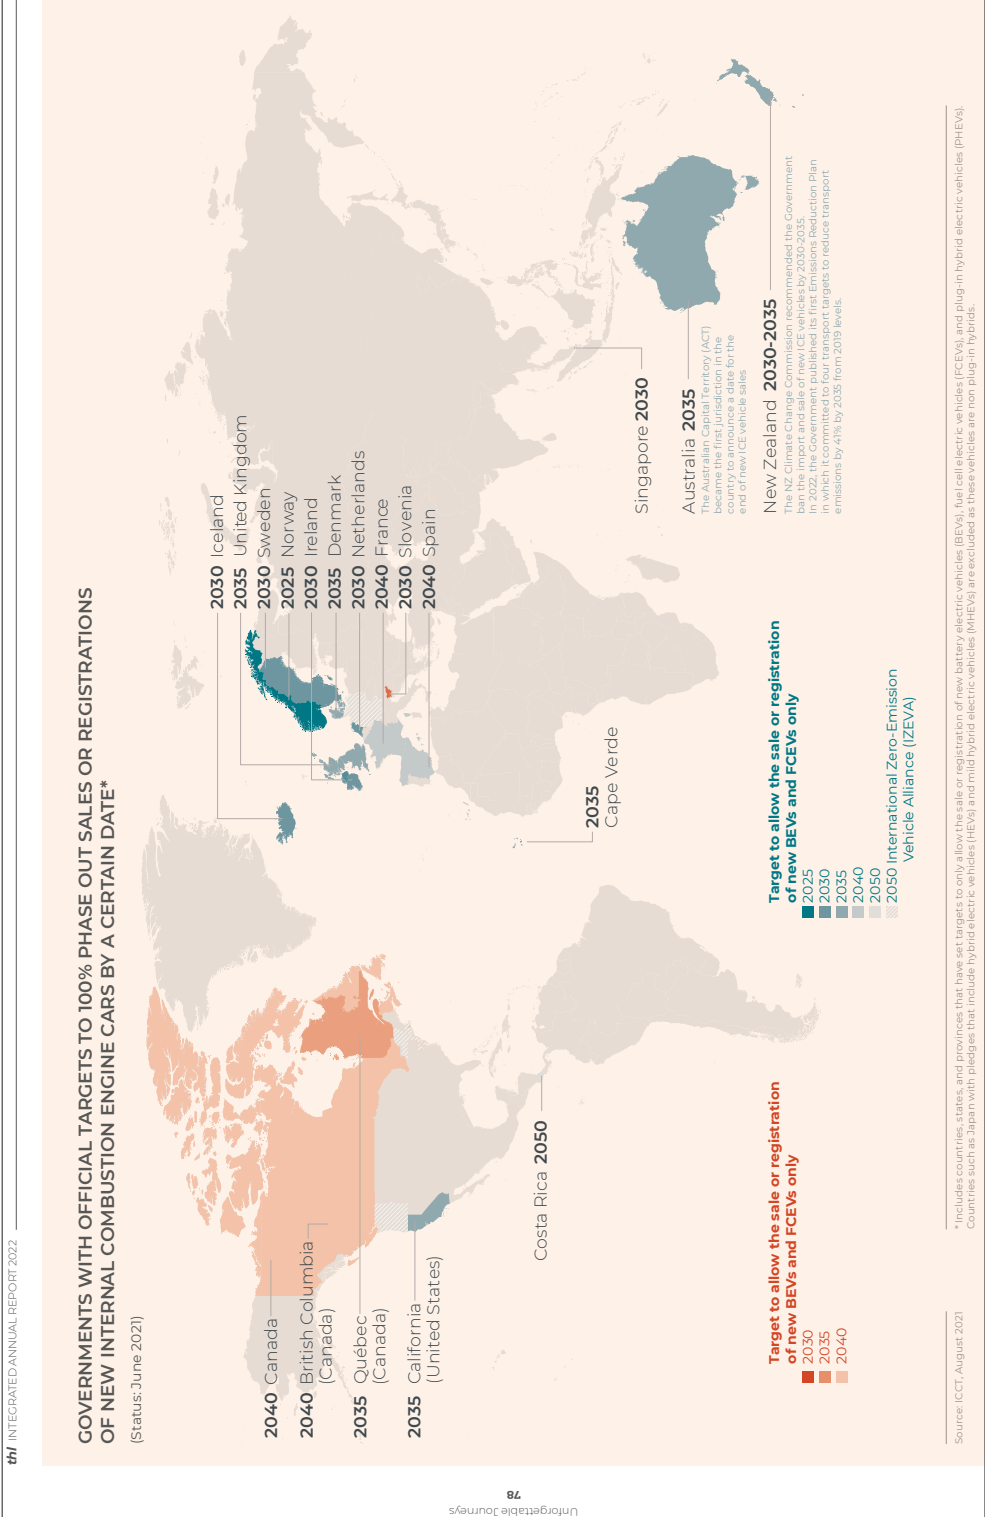 thl INTEGRATED ANNUAL REPORT 2022
GOVERNMENTS WITH OFFICIAL TARGETS TO 100% PHASE OUT SALES OR REGISTRATIONS
OF NEW INTERNAL COMBUSTION ENGINE CARS BY A CERTAIN DATE*
(Status: June 2021)
2040 Canada
2040 British Columbia
(Canada)
2035 Québec
(Canada)
2035 California
(United States)
Costa Rica 2050
2030 Iceland
2035 United Kingdom
2030 Sweden
2025 Norway
2030 Ireland
2035 Denmark
2030 Netherlands
2040 France
2030 Slovenia
2040 Spain
2035
Cape Verde
Singapore 2030
Australia 2035
The Australian Capital Territory (ACT)
became the first jurisdiction in the
country to announce a date for the
end of new ICE vehicle sales
New Zealand 2030-2035
The NZ Climate Change Commission recommended the Government
ban the import and sale of new ICE vehicles by 2030-2035.
In 2022, the Government published its first Emissions Reduction Plan
in which it committed to four transport targets to reduce transport
emissions by 41% by 2035 from 2019 levels.
Target to allow the sale or registration
of new BEVs and FCEVs only
2030
2035
2040
Target to allow the sale or registration
of new BEVs and FCEVs only
2025
2030
2035
2040
2050
2050 International Zero-Emission
Vehicle Alliance (IZEVA)
Source: ICCT, August 2021
* Includes countries, states, and provinces that have set targets to only allow the sale or registration of new battery electric vehicles (BEVs), fuel cell electric vehicles (FCEVs), and plug-in hybrid electric vehicles (PHEVs).
Countries such as Japan with pledges that include hybrid electric vehicles (HEVs) and mild hybrid electric vehicles (MHEVs) are excluded as these vehicles are non plug-in hybrids.
78
Unforgettable Journeys